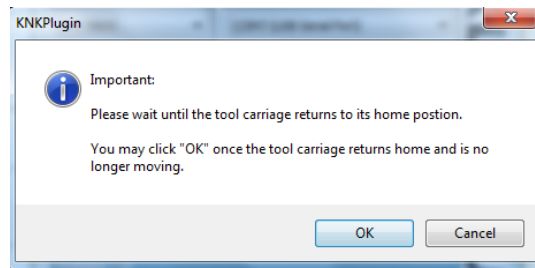 KNKPlugin
Important:
Please wait until the tool carriage returns to its home postion.
You may click "OK" once the tool carriage returns home and is no
longer moving.
OK
Cancel